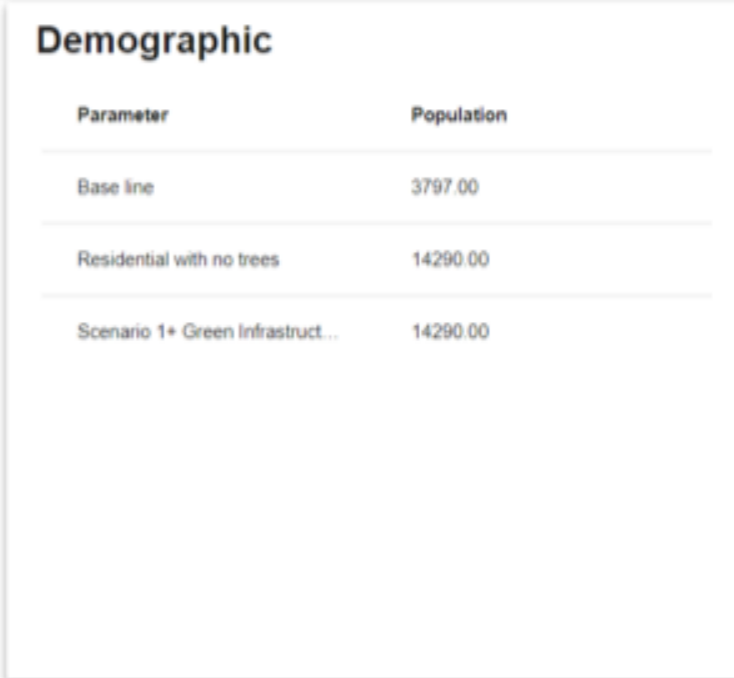 Demographic
Parameter Population
Base line 3797.00
Residential with no trees 14290.00
Scenario 1+ Green Infrastruct... 14290.00